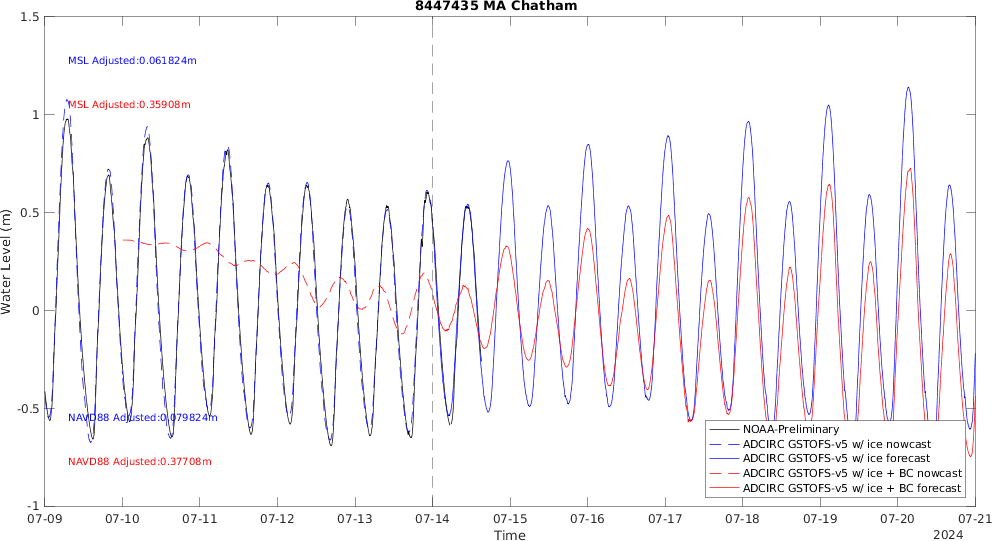 8447435 MA Chatham
1.5
MSL Adjusted:0.061824m
MSL Adjusted:0.35908m
1
0.5
Water Level (m)
0
-0.5
NAVD88 Adjusted:0.079824m
NAVD88 Adjusted:0.37708m
-1
NOAA-Preliminary
ADCIRC GSTOFS-v5 w/ ice nowcast
ADCIRC GSTOFS-v5 w/ ice forecast
ADCIRC GSTOFS-v5 w/ ice + BC nowcast
ADCIRC GSTOFS-v5 w/ ice + BC forecast
07-09 07-10 07-11 07-12 07-13 07-14 07-15 07-16 07-17 07-18 07-19 07-20 07-21
Time
2024